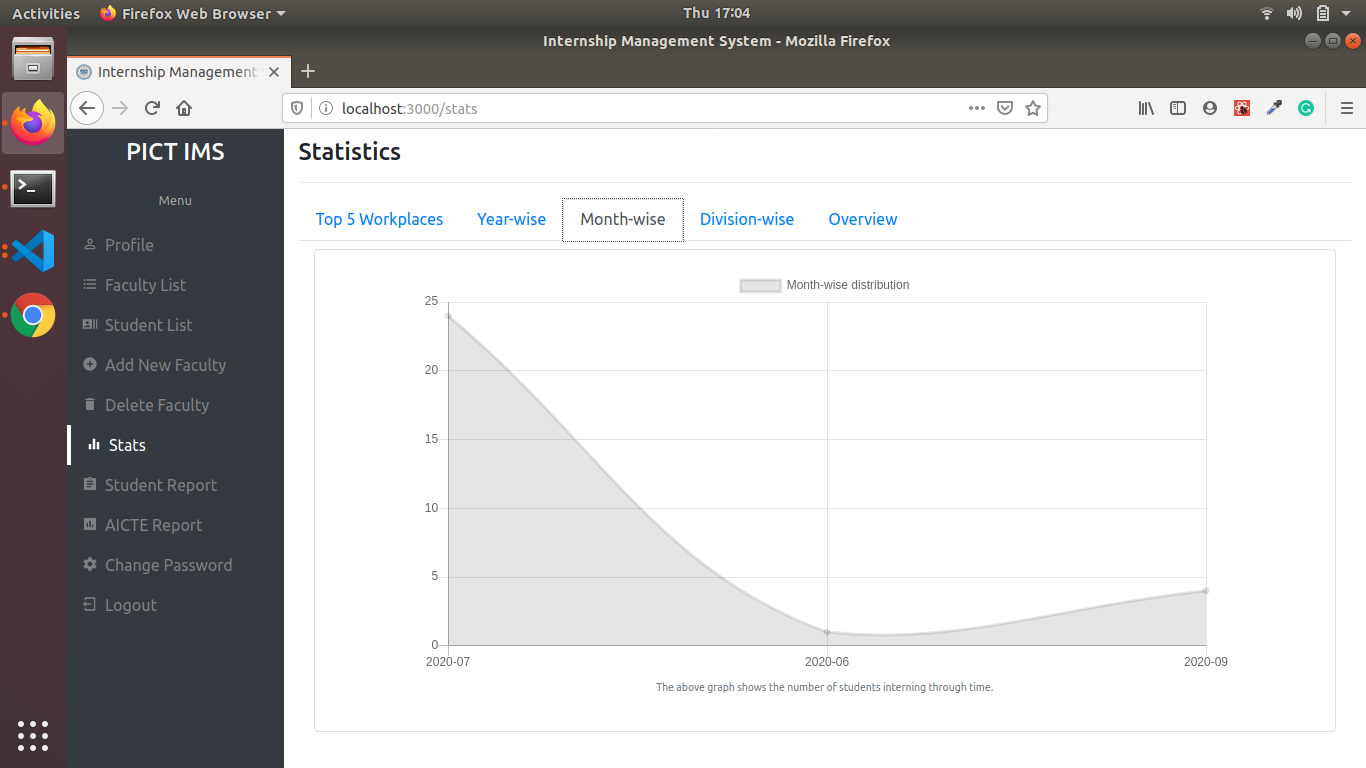 Activities Firefox Web Browser Thu 17:04
Internship Management System - Mozilla Firefox
Internship Management
localhost:3000/stats
PICT IMS
Menu
Profile
Faculty List
Student List
Add New Faculty
Delete Faculty
Stats
Student Report
AICTE Report
Change Password
Logout
Statistics
Top 5 Workplaces Year-wise Month-wise Division-wise Overview
Month-wise distribution
25
20
15
10
5
0
2020-07 2020-06 2020-09
The above graph shows the number of students interning through time.